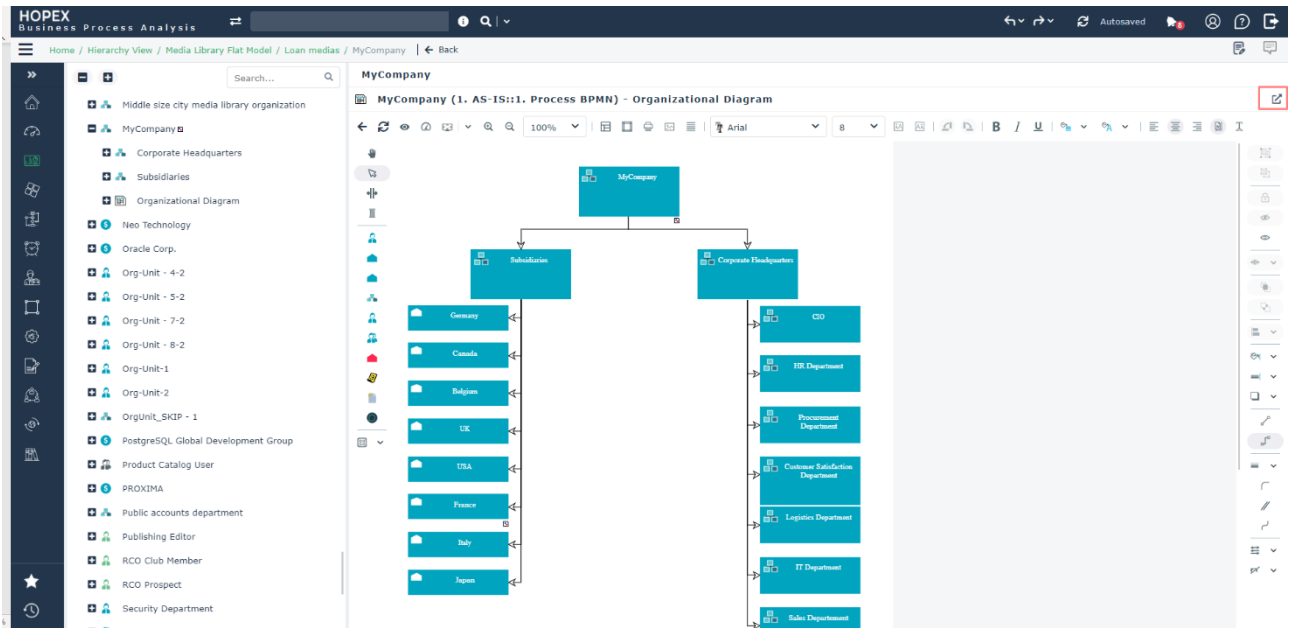 HOPEX
Business Process Analysis
Autosaved
8
Home / Hierarchy View / Media Library Flat Model / Loan medias / MyCompany
Back
Search...
Middle size city media library organization
MyCompany
Corporate Headquarters
Subsidiaries
Organizational Diagram
Neo Technology
Oracle Corp.
Org-Unit - 4-2
Org-Unit - 5-2
Org-Unit - 7-2
Org-Unit - 8-2
Org-Unit-1
Org-Unit-2
OrgUnit_SKIP - 1
PostgreSQL Global Development Group
Product Catalog User
PROXIMA
Public accounts department
Publishing Editor
RCO Club Member
RCO Prospect
Security Department
MyCompany
MyCompany (1. AS-IS::1. Process BPMN) - Organizational Diagram
100%
Arial
8
B I U
MyCompany
Subsidiaries
Corporate Headquarters
Germany
Canada
Belgium
UK
USA
France
Italy
Japon
CIO
HR Department
Procurement
Department
Customer Satisfaction
Department
Logistics Department
IT Department
Sales Departement